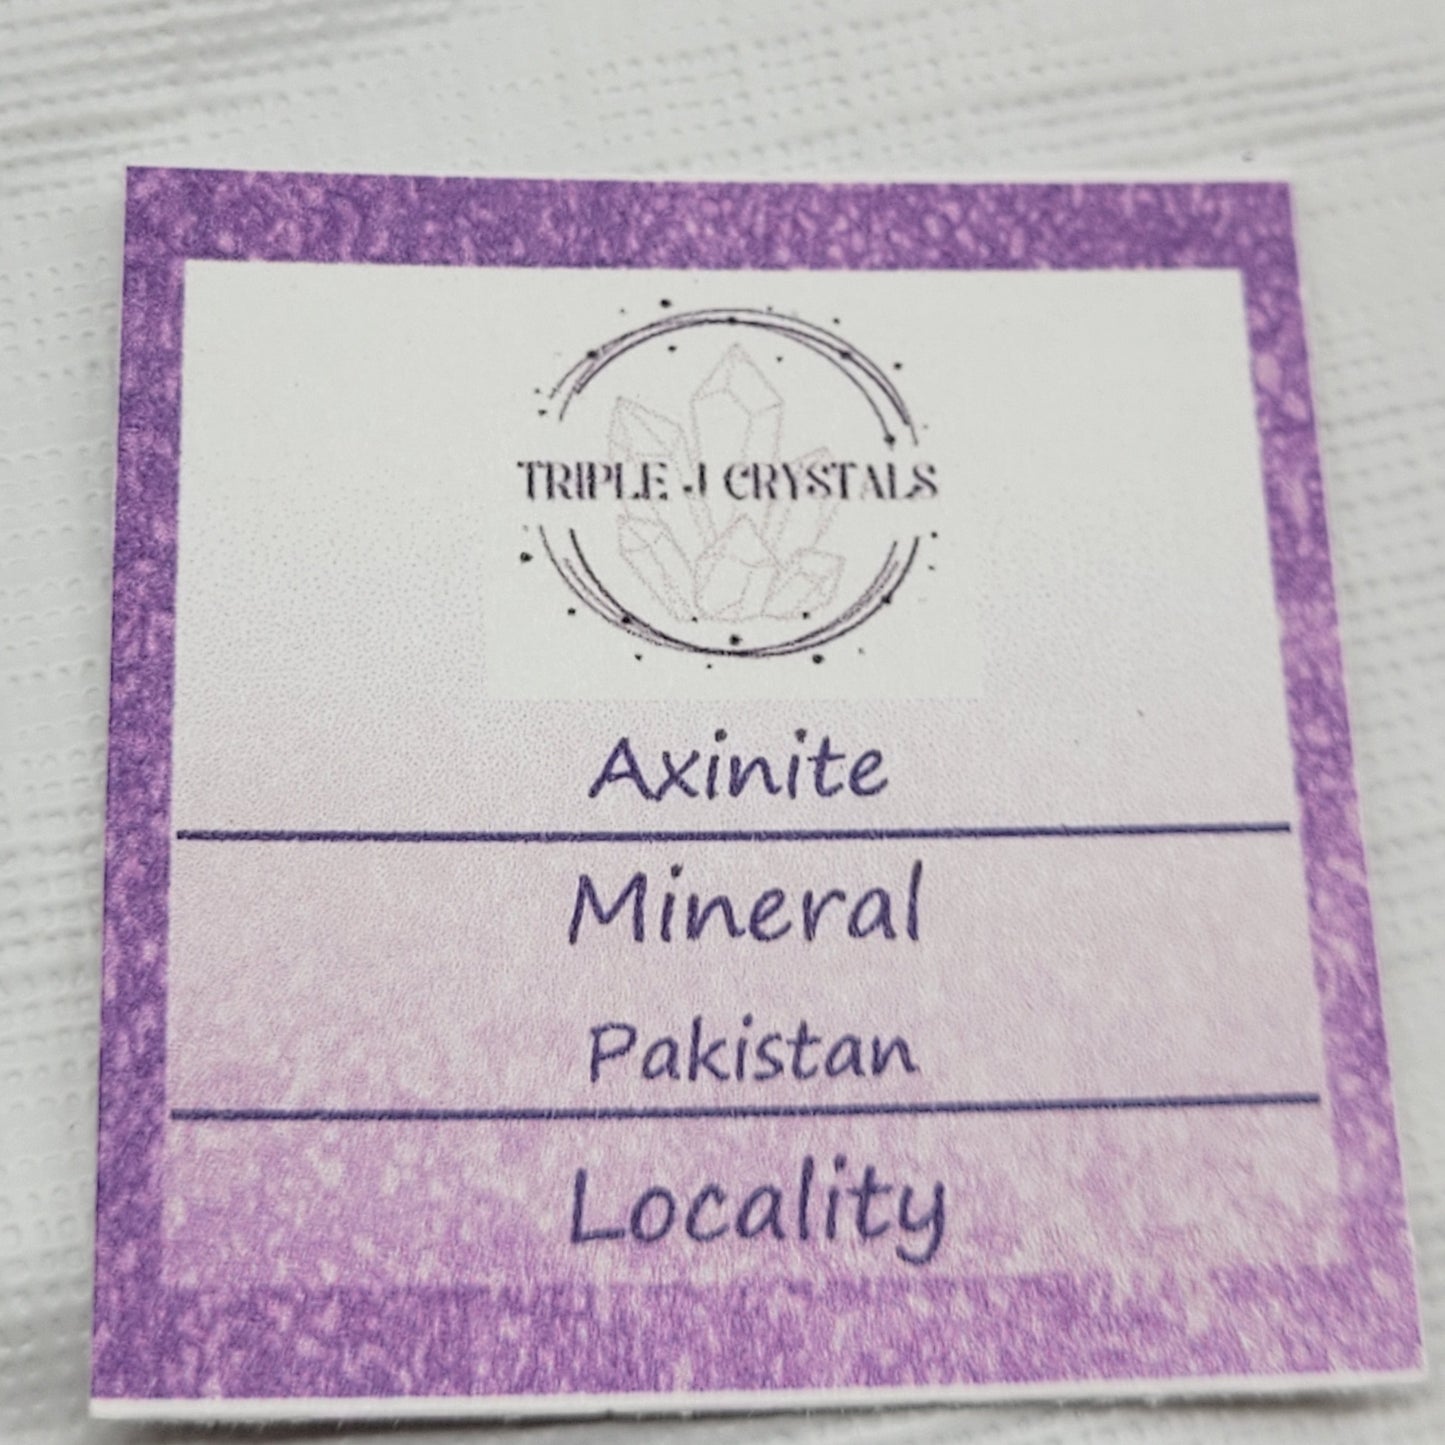 TRIPLE J CRYSTALS
Axinite
Mineral
Pakistan
Locality